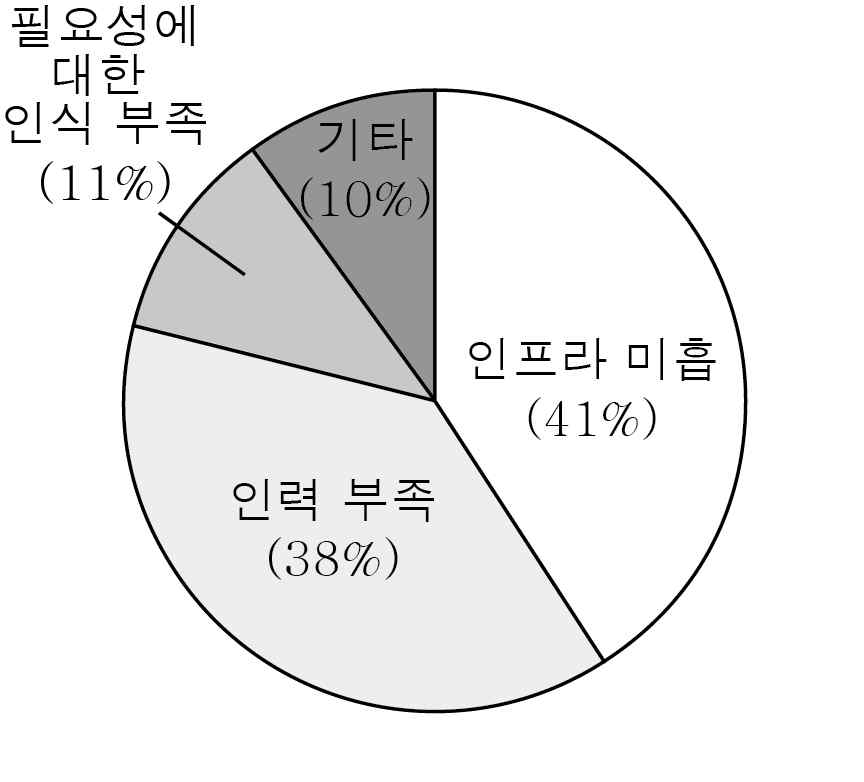 필요성에
대한
인식 부족
(11%)
기타
(10%)
인프라 미흡
(41%)
인력 부족
(38%)